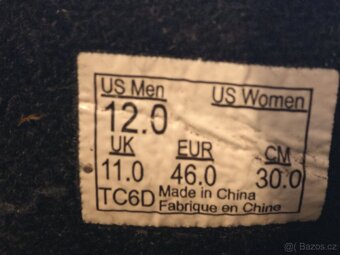 US Men US Women
12.0
UK EUR CM
11.0 46.0 30.0
TC6D Made in China
Fabrique en Chine
Bazos.cz